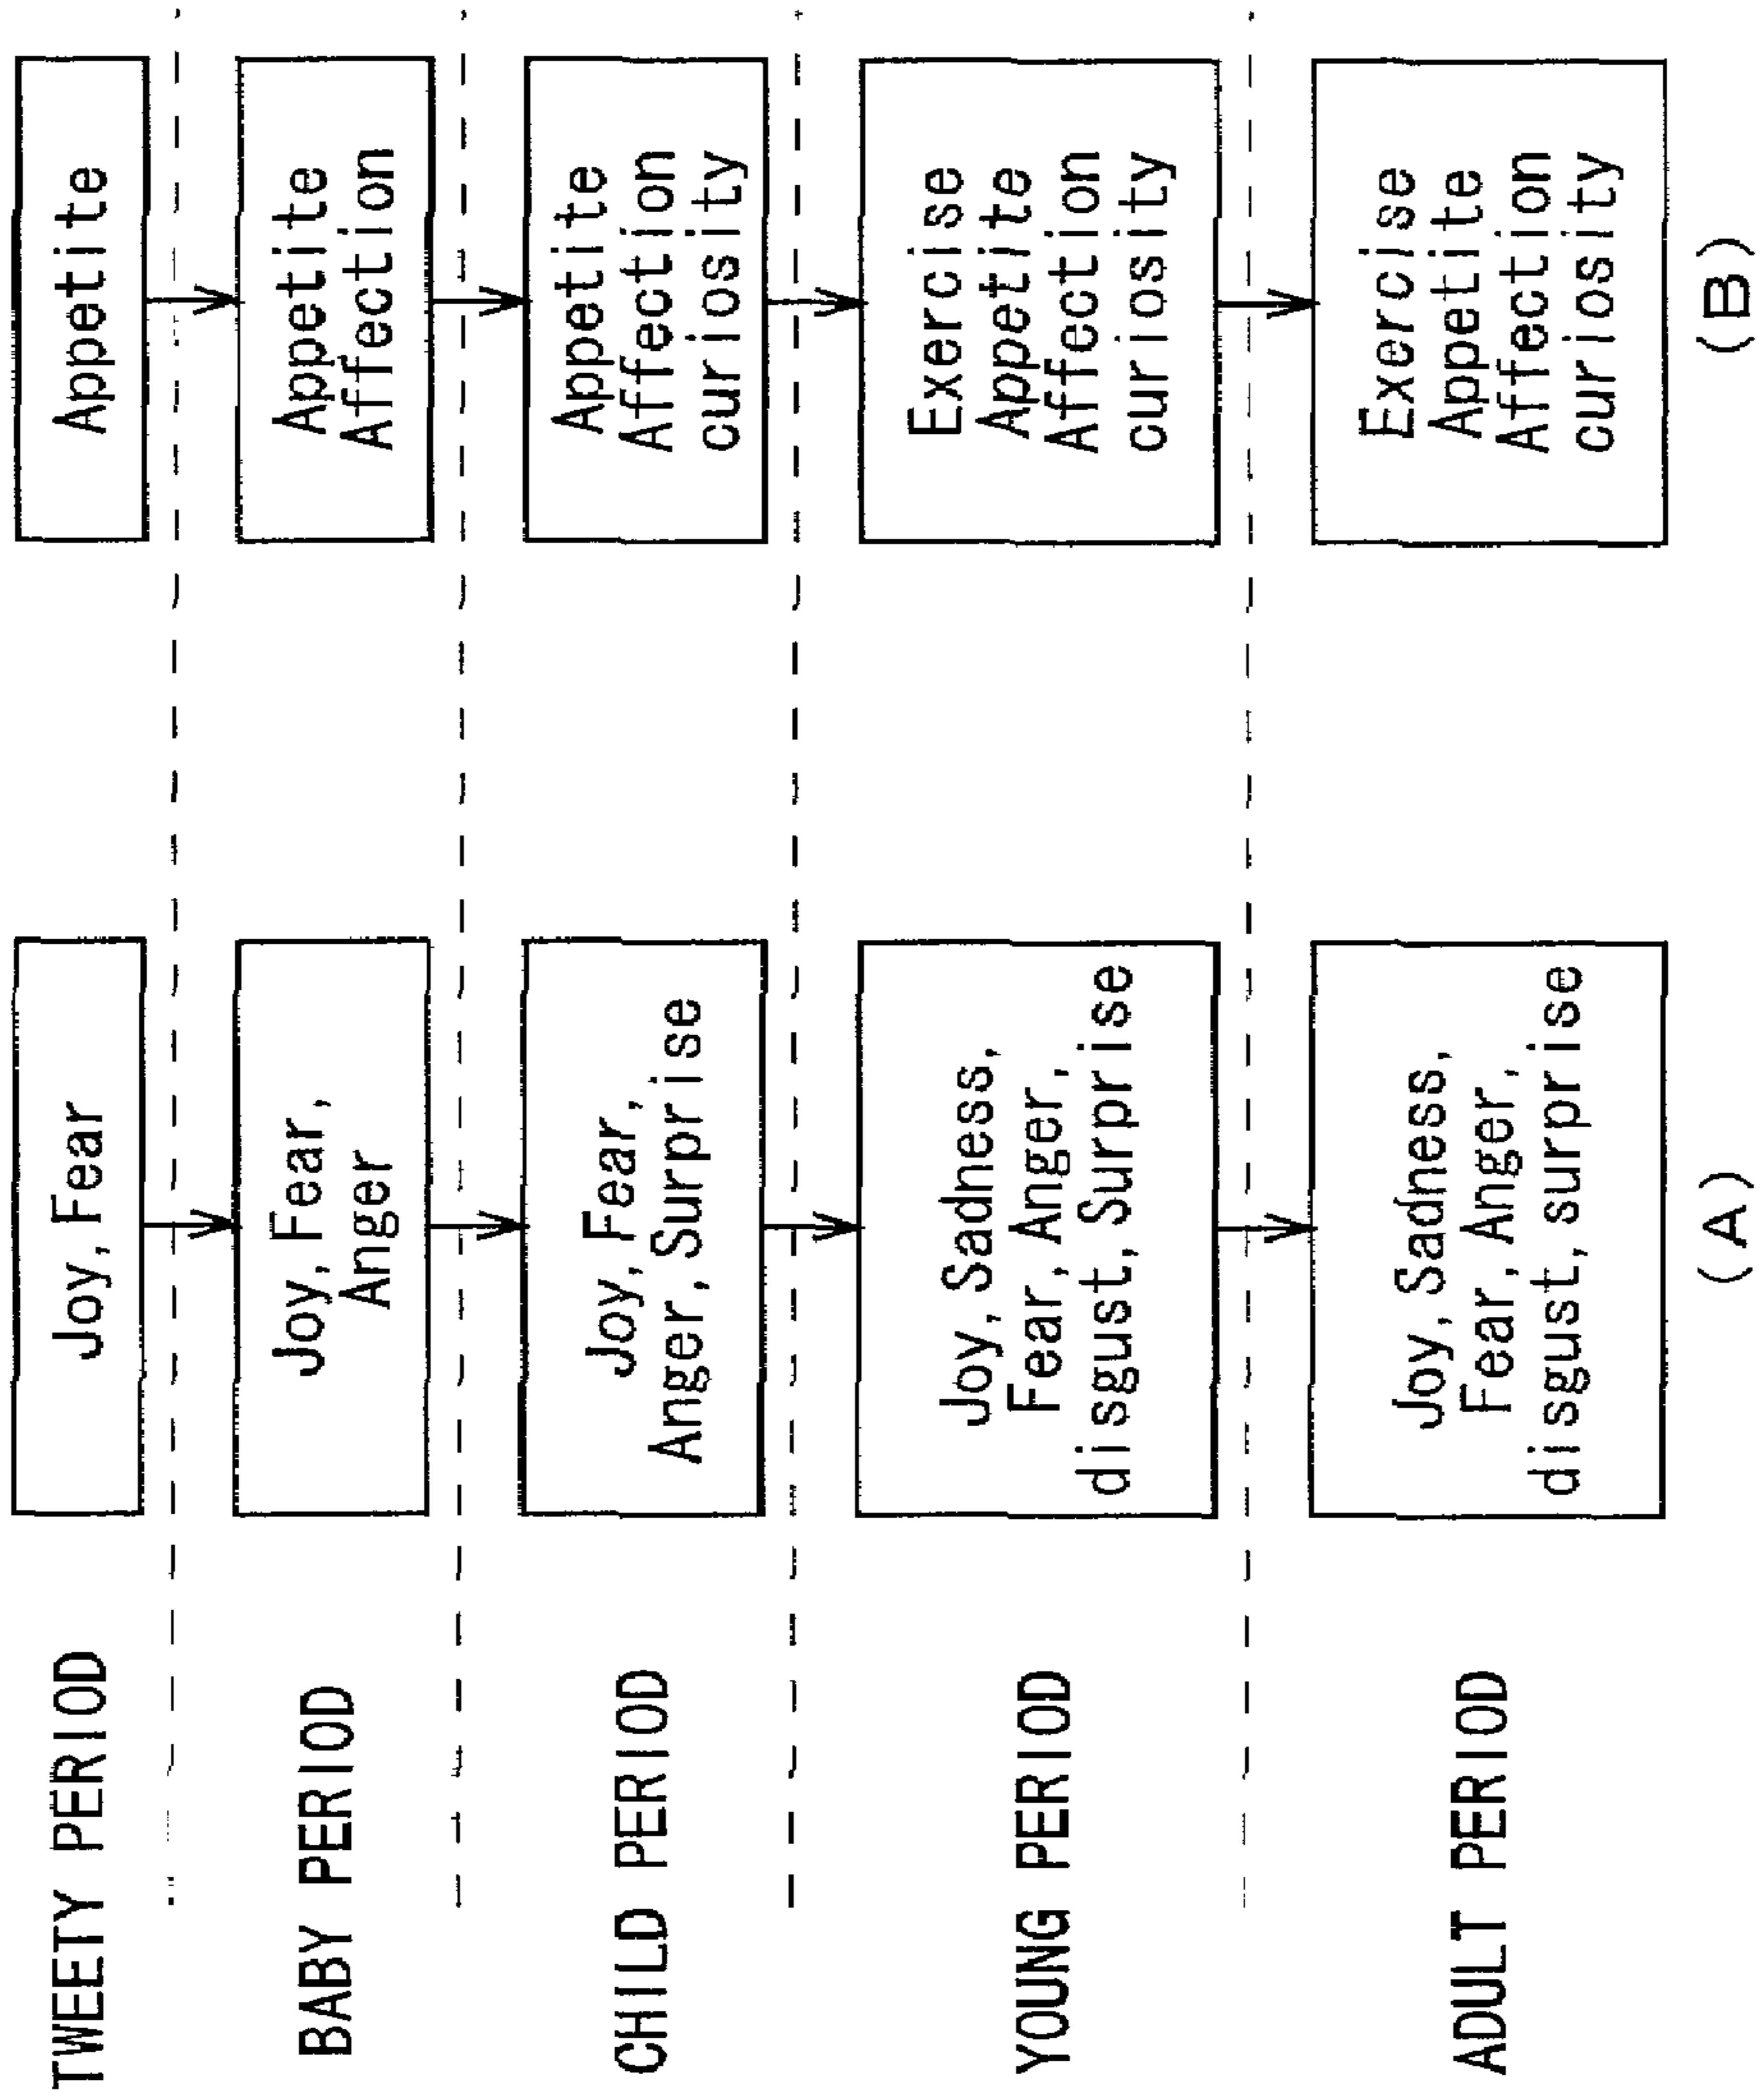 TWEETY PERIOD
Joy, Fear
Appetite
BABY PERIOD
Joy, Fear,
Anger
Appetite
Affection
CHILD PERIOD
Joy, Fear,
Anger, Surprise
Appetite
Affection
curiosity
YOUNG PERIOD
Joy, Sadness,
Fear, Anger,
disgust, Surprise
Exercise
Appetite
Affection
curiosity
ADULT PERIOD
Joy, Sadness,
Fear, Anger,
disgust, surprise
Exercise
Appetite
Affection
curiosity
(A)
(B)